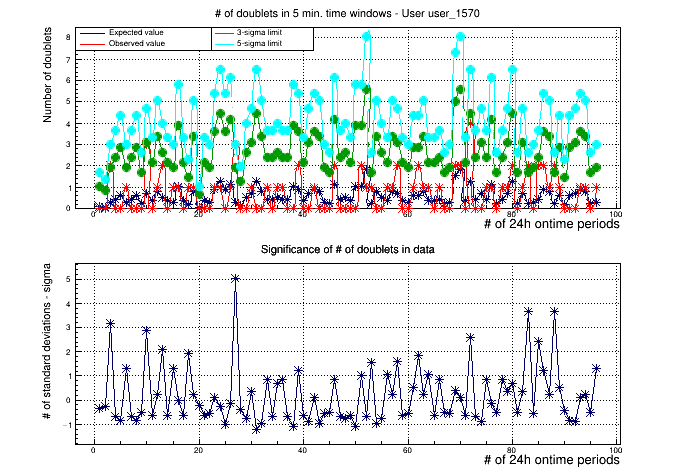 # of doublets in 5 min. time windows - User user_1570
Number of doublets
8
7
6
5
4
3
2
1
0
Expected value
Observed value
3-sigma limit
5-sigma limit
0 20 40 60 80 100
# of 24h ontime periods
Significance of # of doublets in data
# of standard deviations - sigma
5
4
3
2
1
0
-1
0 20 40 60 80 100
# of 24h ontime periods